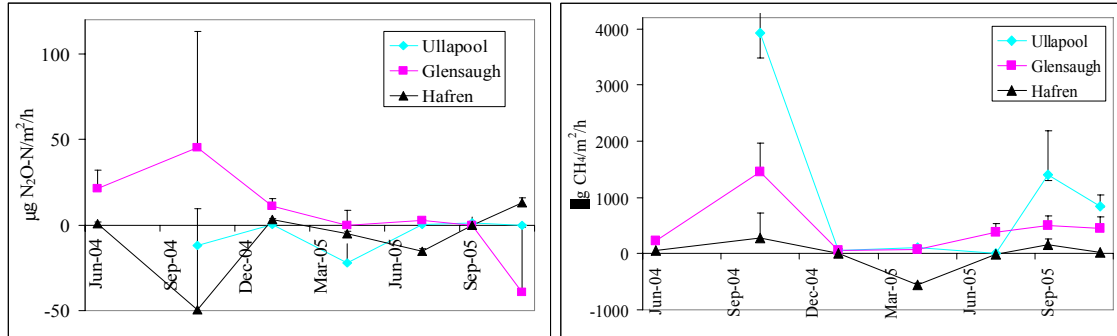 100
50
0
-50
µg N₂O-N/m²/h
Jun-04
Sep-04
Dec-04
Mar-05
Jun-05
Sep-05
Ullapool
Glensaugh
Hafren
4000
3000
2000
1000
0
-1000
g CH₄/m²/h
Jun-04
Sep-04
Dec-04
Mar-05
Jun-05
Sep-05
Ullapool
Glensaugh
Hafren